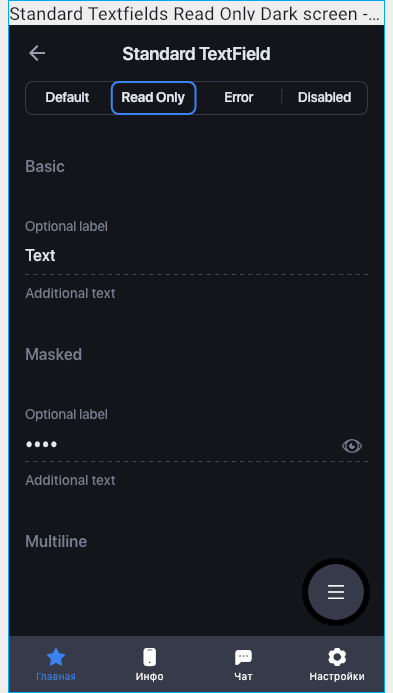 Standard Textfields Read Only Dark screen -...
Standard TextField
Default Read Only Error Disabled
Basic
Optional label
Text
Additional text
Masked
Optional label
••••
Additional text
Multiline
Главная Инфо Чат Настройки